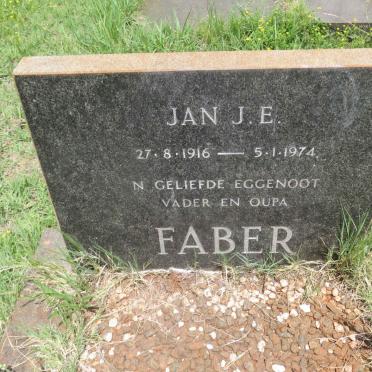 JAN J.E.
27·8·1916 — 5·1·1974
N GELIEFDE EGGENOOT
VADER EN OUPA
FABER